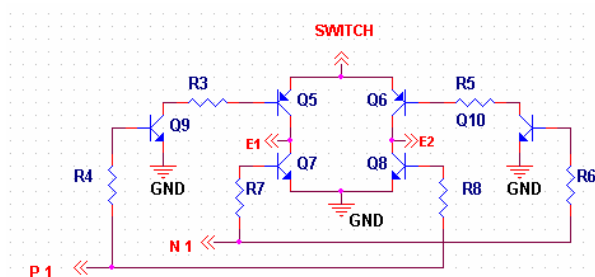 SWITCH
R3
Q5
Q6
R5
Q9
E1
E2
Q10
R4
GND
Q7
Q8
GND
R6
R7
R8
GND
N 1
P 1